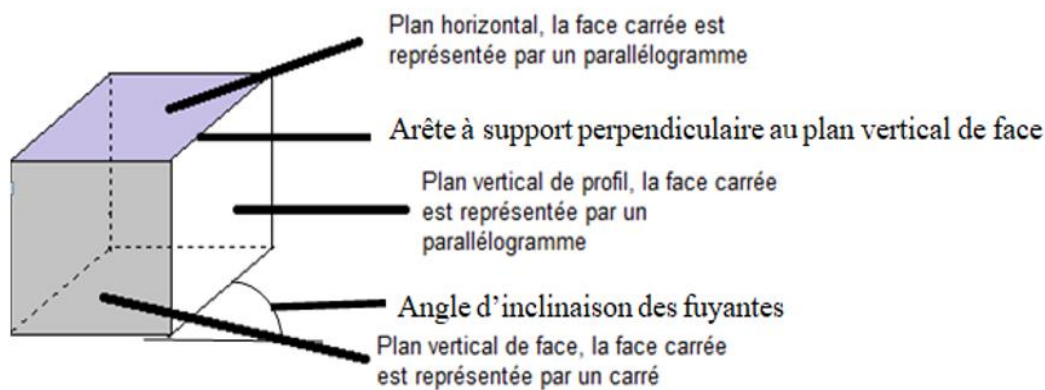 Plan horizontal, la face carrée est
représentée par un parallélogramme
Arête à support perpendiculaire au plan vertical de face
Plan vertical de profil, la face carrée
est représentée par un
parallélogramme
Angle d'inclinaison des fuyantes
Plan vertical de face, la face carrée
est représentée par un carré